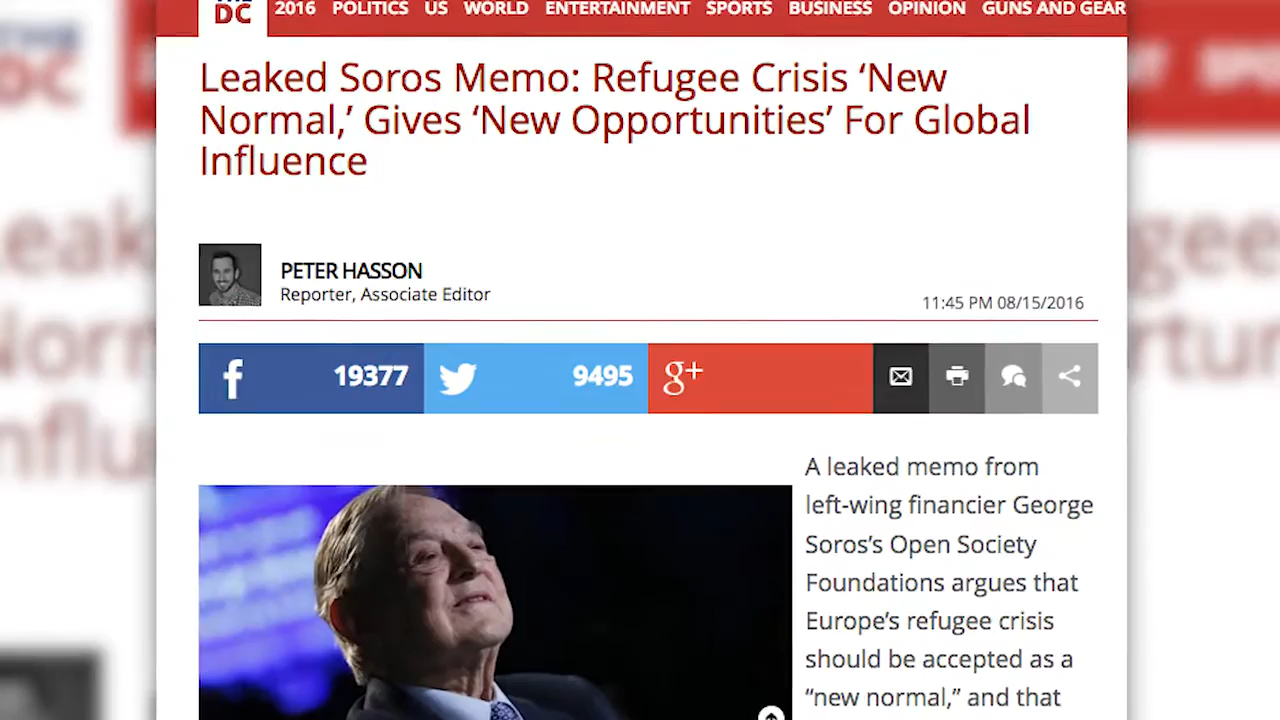 THE
DC
2016 POLITICS US WORLD ENTERTAINMENT SPORTS BUSINESS OPINION GUNS AND GEAR
Leaked Soros Memo: Refugee Crisis ‘New
Normal,’ Gives ‘New Opportunities’ For Global
Influence
PETER HASSON
Reporter, Associate Editor
11:45 PM 08/15/2016
f 19377
9495
g+
A leaked memo from
left-wing financier George
Soros’s Open Society
Foundations argues that
Europe’s refugee crisis
should be accepted as a
“new normal,” and that